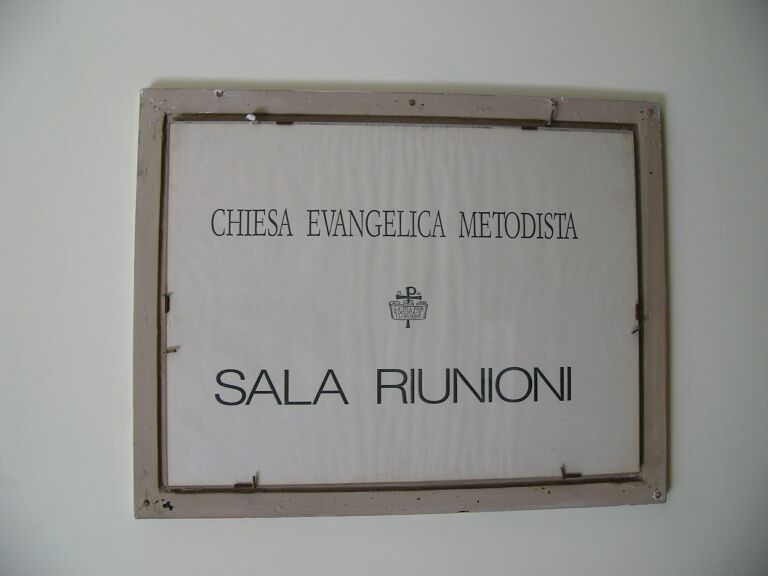 CHIESA EVANGELICA METODISTA
SALA RIUNIONI